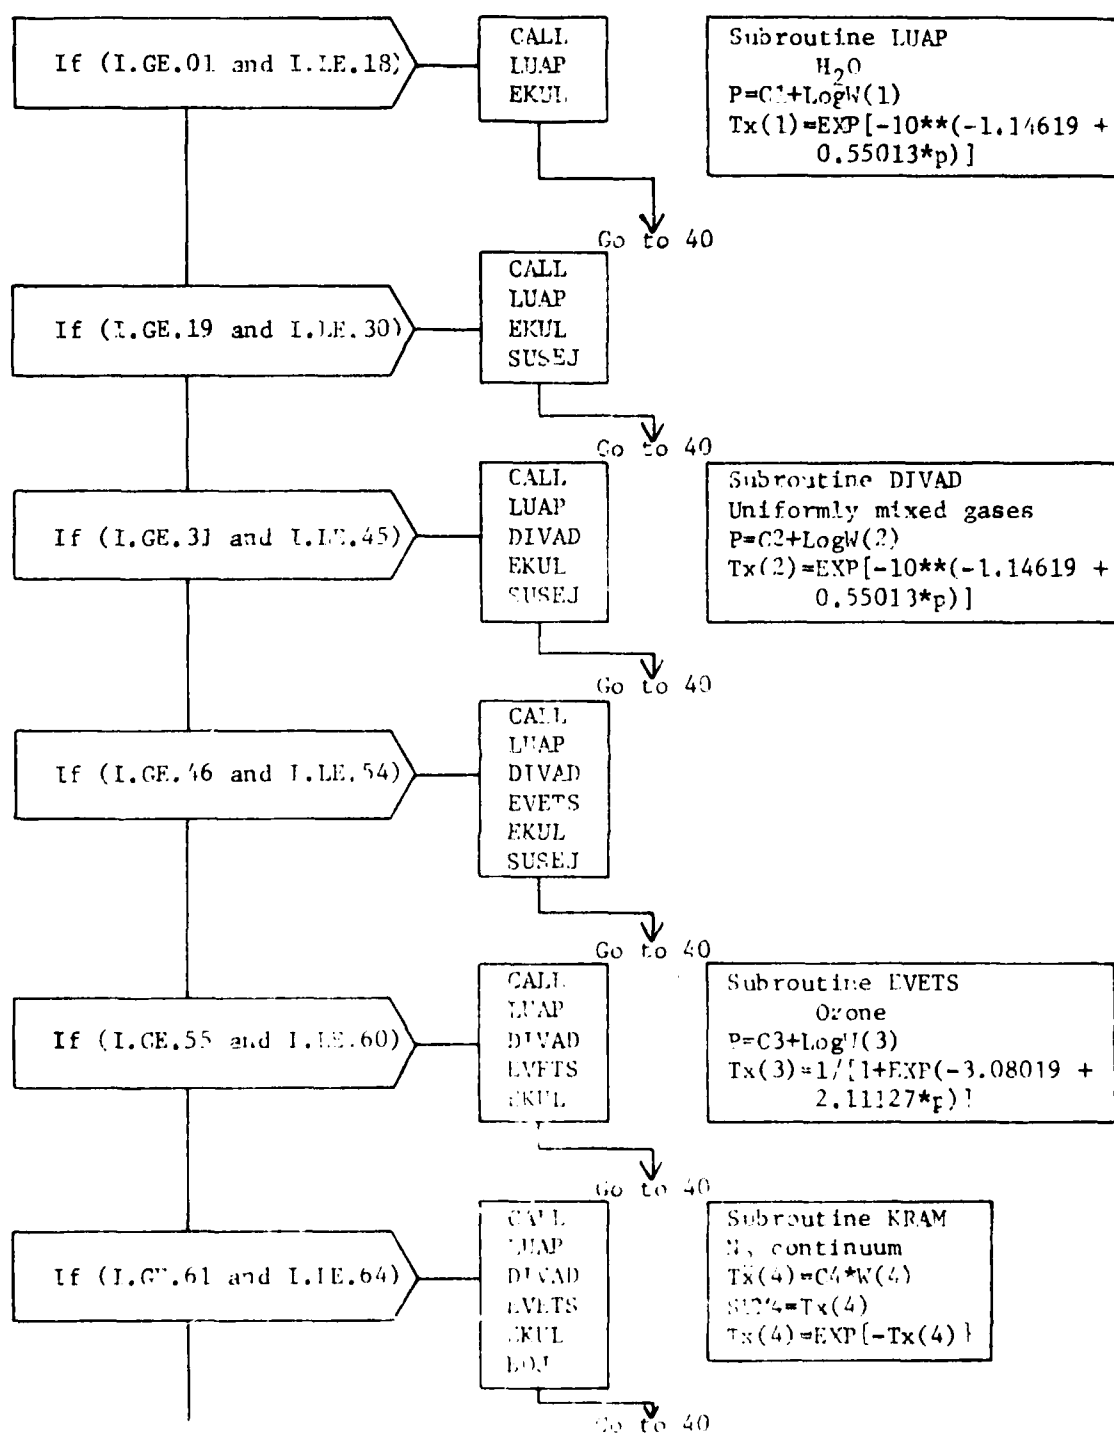 If (I.GE.01 and I.LE.18)
CALL
LUAP
EKUL
Subroutine LUAP
H2O
P=C1+LogW(1)
Tx(1)=EXP[-10**(-1.14619 +
0.55013*p)]
Go to 40
If (I.GE.19 and I.LE.30)
CALL
LUAP
EKUL
SUSEJ
Go to 40
If (I.GE.31 and I.LE.45)
CALL
LUAP
DIVAD
EKUL
SUSEJ
Subroutine DIVAD
Uniformly mixed gases
P=C2+LogW(2)
Tx(2)=EXP[-10**(-1.14619 +
0.55013*p)]
Go to 40
If (I.GE.46 and I.LE.54)
CALL
LUAP
DIVAD
EVETS
EKUL
SUSEJ
Go to 40
If (I.GE.55 and I.LE.60)
CALL
LUAP
DIVAD
EVETS
EKUL
Subroutine EVETS
Ozone
P=C3+LogW(3)
Tx(3)=1/[1+EXP(-3.08019 +
2.11127*p)]
Go to 40
If (I.GE.61 and I.LE.64)
CALL
LUAP
DIVAD
EVETS
EKUL
EOJ
Subroutine KRAM
N2 continuum
Tx(4)=C4*W(4)
=Tx(4)
Tx(4)=EXP[-Tx(4)]
Go to 40